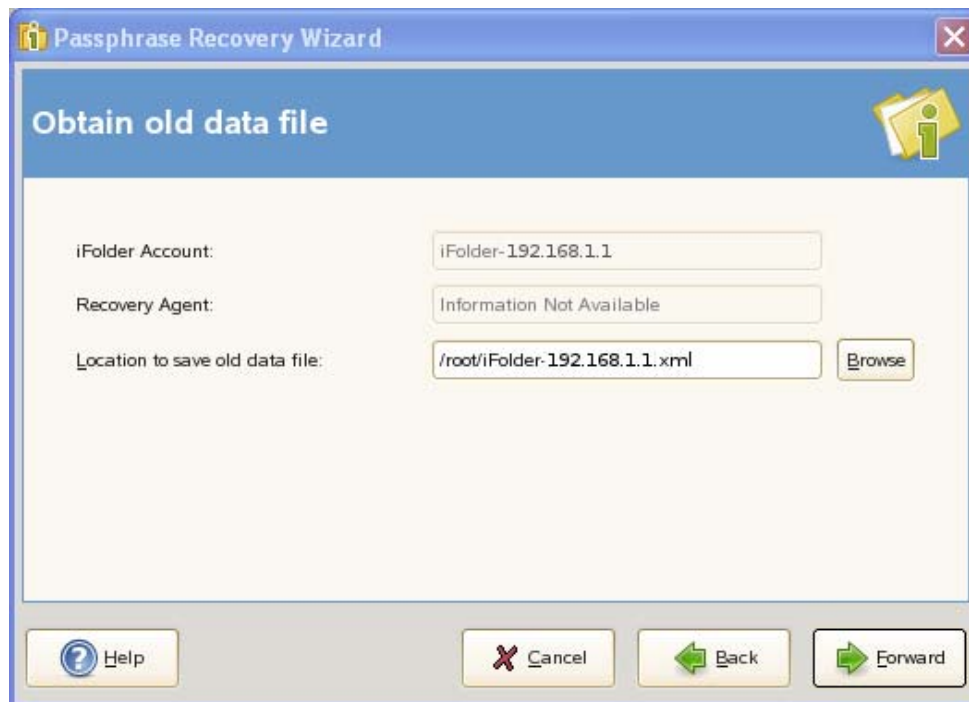 Passphrase Recovery Wizard
Obtain old data file
iFolder Account: iFolder-192.168.1.1
Recovery Agent: Information Not Available
Location to save old data file: /root/iFolder-192.168.1.1.xml Browse
Help Cancel Back Forward